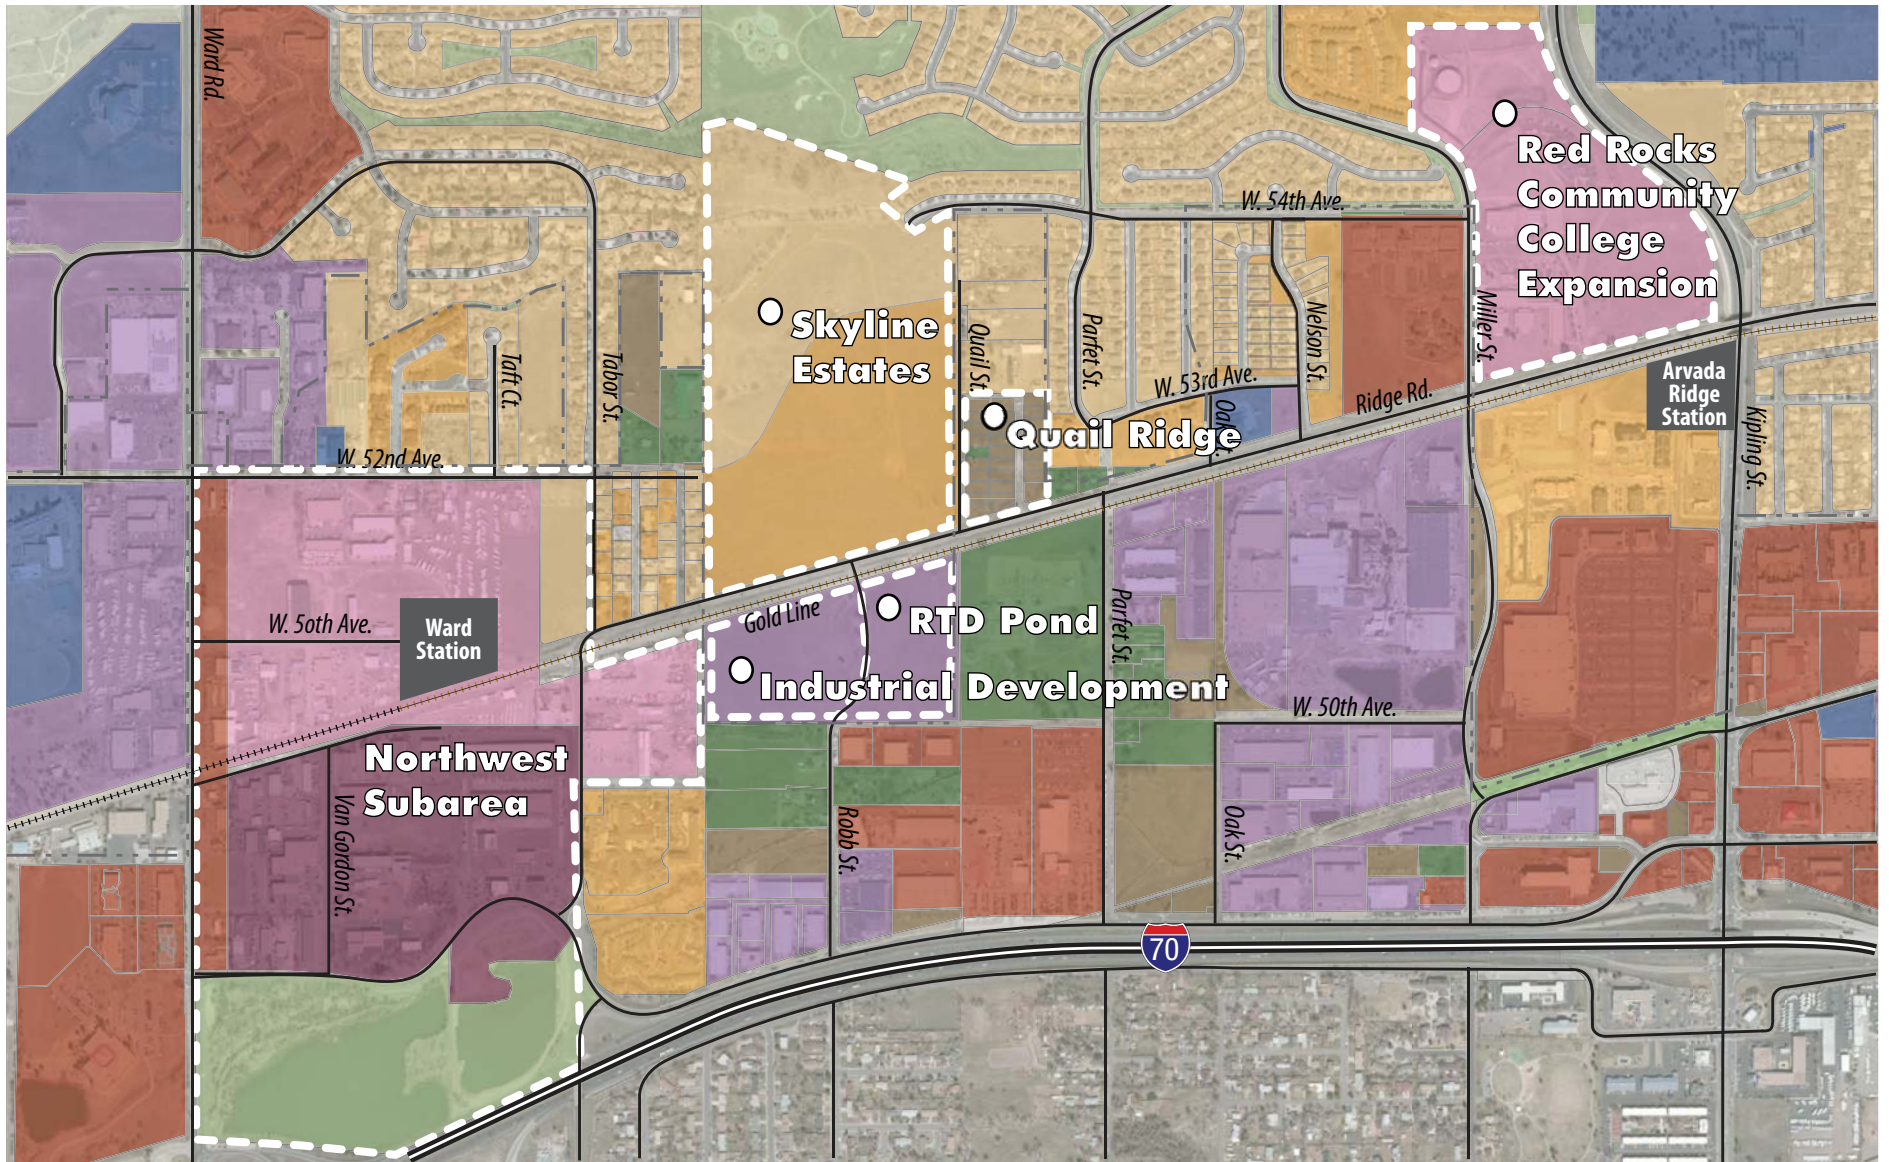 Ward Rd.
Red Rocks
Community
College
Expansion
W. 54th Ave.
Skyline
Estates
Quail St.
Parfet St.
Nelson St.
Miller St.
Taft Ct.
Tabor St.
W. 53rd Ave.
Oak St.
Ridge Rd.
Arvada
Ridge
Station
Kipling St.
Quail Ridge
W. 52nd Ave.
W. 50th Ave.
Ward
Station
Gold Line
RTD Pond
Parfet St.
Industrial Development
W. 50th Ave.
Northwest
Subarea
Van Gordon St.
Robb St.
Oak St.
70